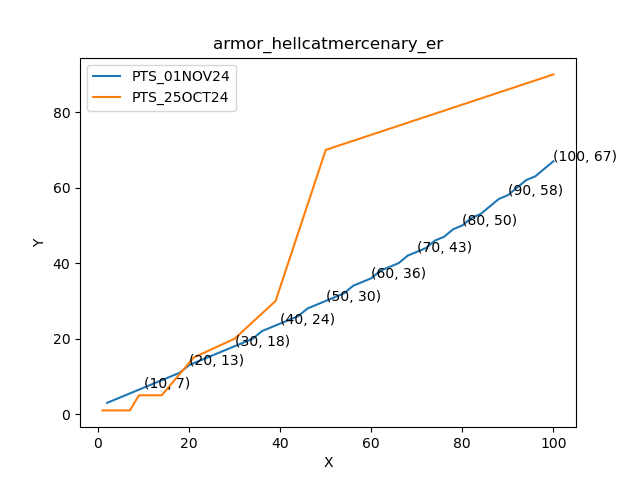 armor_hellcatmercenary_er
PTS_01NOV24
PTS_25OCT24
Y
80
60
40
20
0
(100, 67)
(90, 58)
(80, 50)
(70, 43)
(60, 36)
(50, 30)
(40, 24)
(30, 18)
(20, 13)
(10, 7)
0 20 40 60 80 100
X